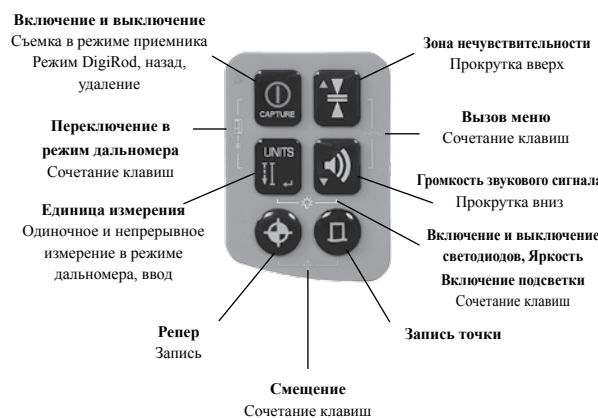 Включение и выключение
Съемка в режиме приемника
Режим DigiRod, назад,
удаление
Зона нечувствительности
Прокрутка вверх
CAPTURE
Переключение в
режим дальномера
Сочетание клавиш
Вызов меню
Сочетание клавиш
UNITS
Единица измерения
Одиночное и непрерывное
измерение в режиме
дальномера, ввод
Громкость звукового сигнала
Прокрутка вниз
Включение и выключение
светодиодов, Яркость
Включение подсветки
Сочетание клавиш
Репер
Запись
Запись точки
Смещение
Сочетание клавиш